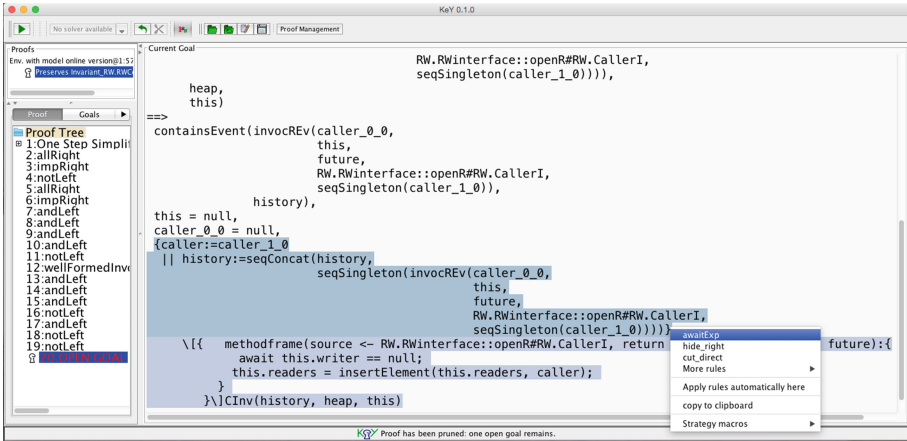 KeY 0.1.0
No solver available
Proof Management
Proofs
Env. with model online version@1:57
Preserves Invariant_RW.RWC
Proof Goals
Proof Tree
1:One Step Simplif
2:allRight
3:impRight
4:notLeft
5:allRight
6:impRight
7:andLeft
8:andLeft
9:andLeft
10:andLeft
11:notLeft
12:wellFormedInvo
13:andLeft
14:andLeft
15:andLeft
16:notLeft
17:andLeft
18:notLeft
19:notLeft
20:OPEN GOAL
Current Goal
RW.RWinterface::openR#RW.CallerI,
seqSingleton(caller_1_0)))),
heap,
this)
==>
containsEvent(invocREv(caller_0_0,
this,
future,
RW.RWinterface::openR#RW.CallerI,
seqSingleton(caller_1_0)),
history),
this = null,
caller_0_0 = null,
{caller:=caller_1_0
|| history:=seqConcat(history,
seqSingleton(invocREv(caller_0_0,
this,
future,
RW.RWinterface::openR#RW.CallerI,
seqSingleton(caller_1_0))))}
\[{ methodframe(source <- RW.RWinterface::openR#RW.CallerI, return future):{
await this.writer == null;
this.readers = insertElement(this.readers, caller);
}
}\]CInv(history, heap, this)
awaitExp
hide_right
cut_direct
More rules
Apply rules automatically here
copy to clipboard
Strategy macros
KeY Proof has been pruned: one open goal remains.